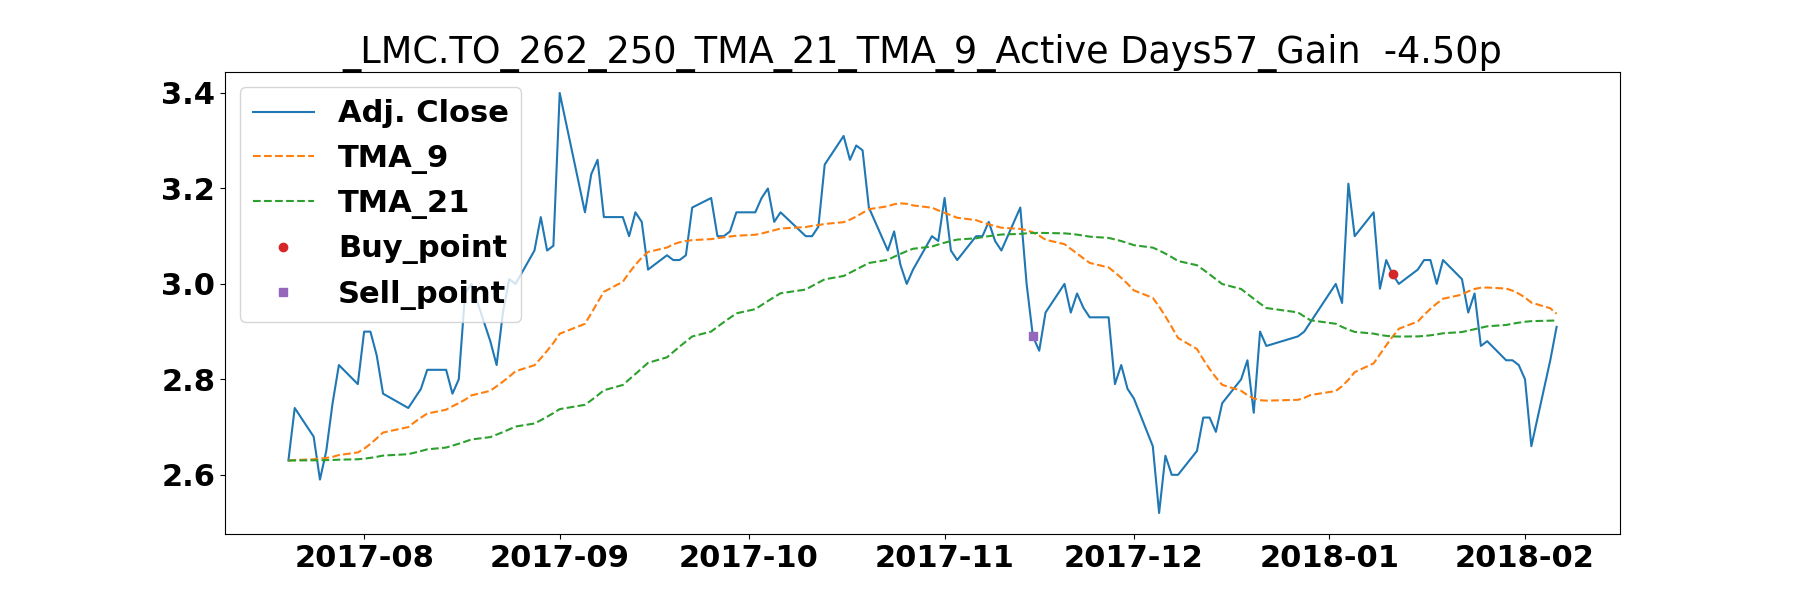 _LMC.TO_262_250_TMA_21_TMA_9_Active Days57_Gain  -4.50p
3.4
3.2
3.0
2.8
2.6
Adj. Close
TMA_9
TMA_21
Buy_point
Sell_point
2017-08 2017-09 2017-10 2017-11 2017-12 2018-01 2018-02